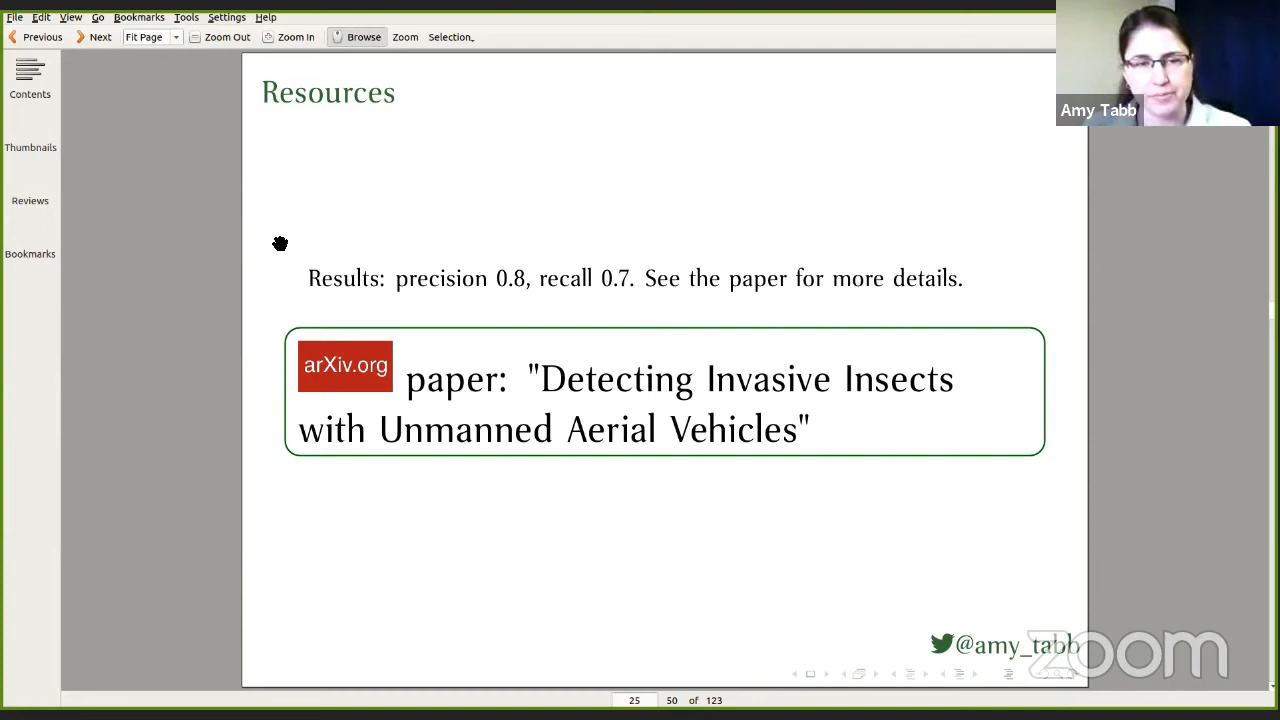 File Edit View Go Bookmarks Tools Settings Help
Previous Next Fit Page Zoom Out Zoom In Browse Zoom Selection
Contents
Thumbnails
Reviews
Bookmarks
Amy Tabb
Resources
Results: precision 0.8, recall 0.7. See the paper for more details.
arXiv.org paper: "Detecting Invasive Insects
with Unmanned Aerial Vehicles"
@amy_tabb
zoom
25 50 of 123